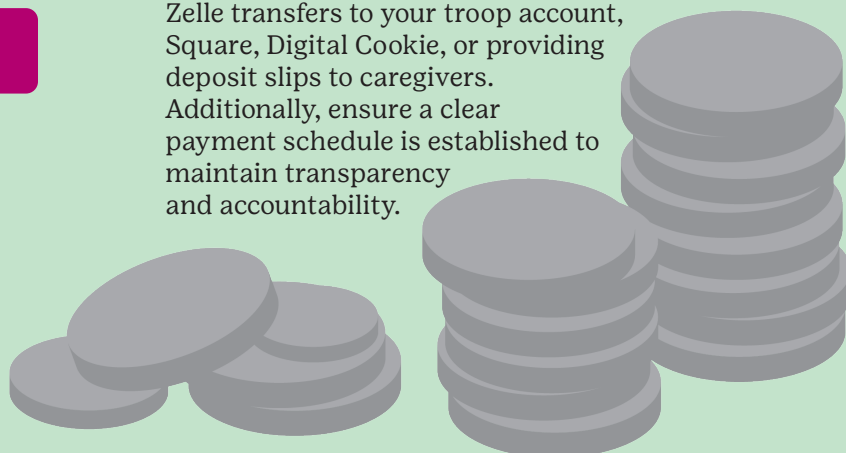 Zelle transfers to your troop account,
Square, Digital Cookie, or providing
deposit slips to caregivers.
Additionally, ensure a clear
payment schedule is established to
maintain transparency
and accountability.